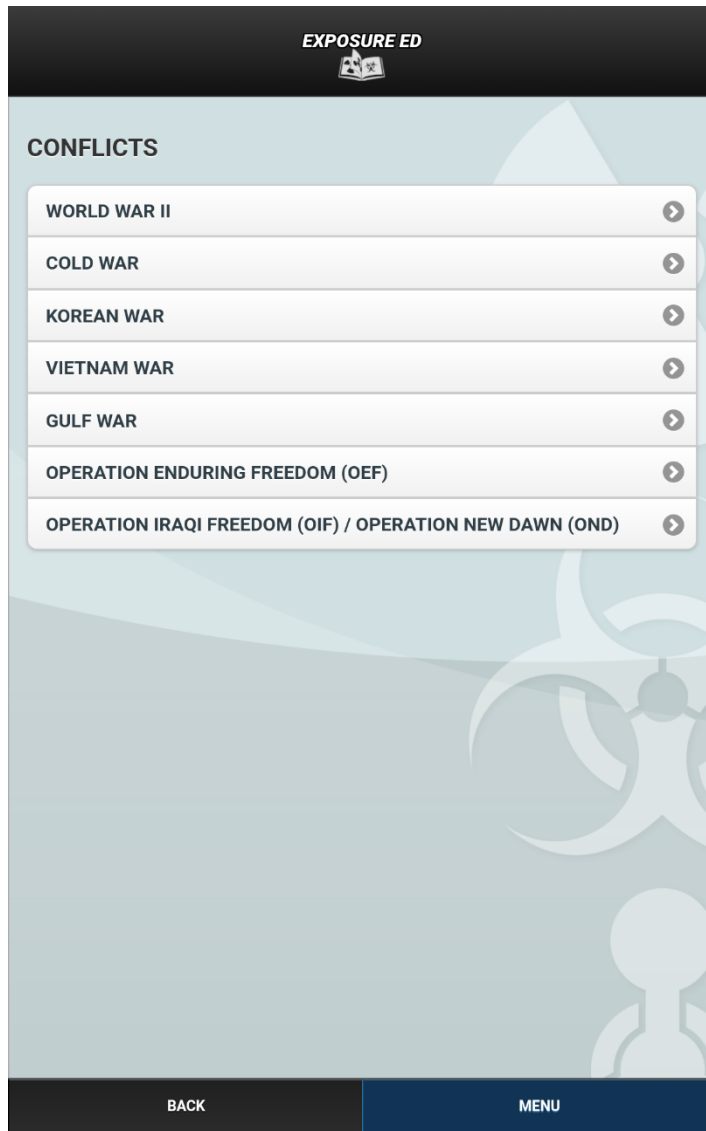 EXPOSURE ED
CONFLICTS
WORLD WAR II
COLD WAR
KOREAN WAR
VIETNAM WAR
GULF WAR
OPERATION ENDURING FREEDOM (OEF)
OPERATION IRAQI FREEDOM (OIF) / OPERATION NEW DAWN (OND)
BACK
MENU